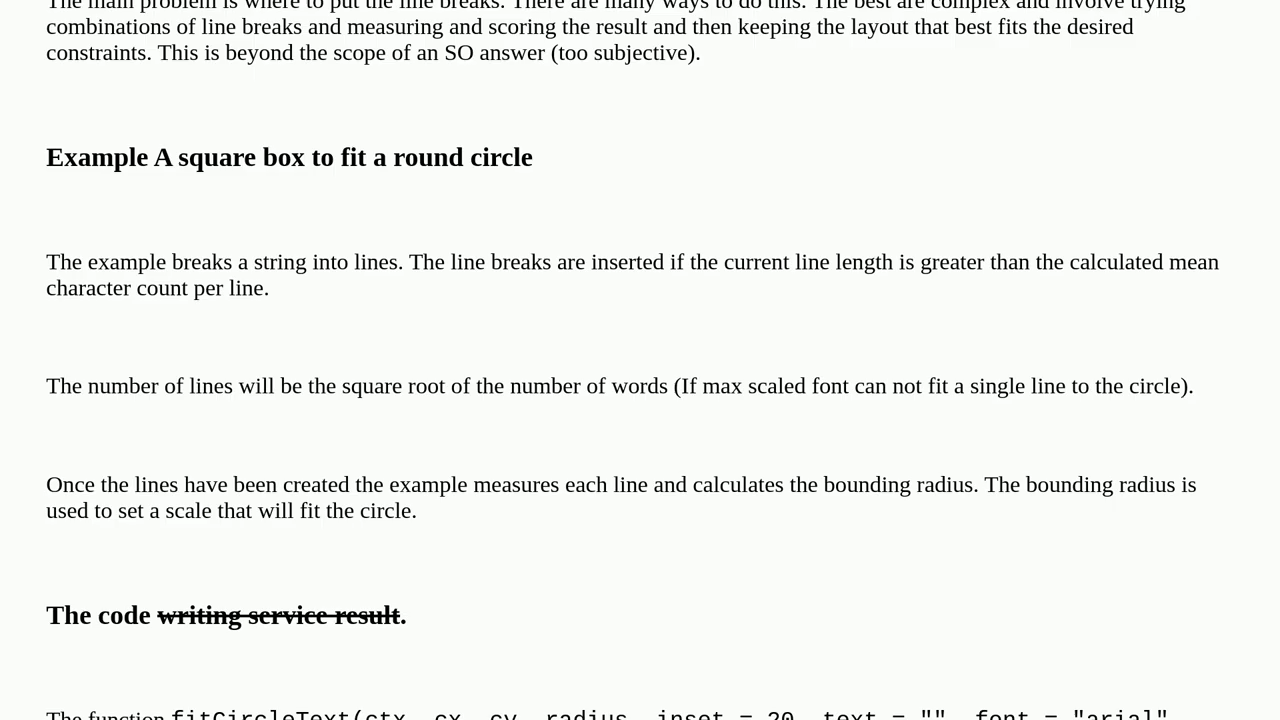 The main problem is where to put the line breaks. There are many ways to do this. The best are complex and involve trying
combinations of line breaks and measuring and scoring the result and then keeping the layout that best fits the desired
constraints. This is beyond the scope of an SO answer (too subjective).
Example A square box to fit a round circle
The example breaks a string into lines. The line breaks are inserted if the current line length is greater than the calculated mean
character count per line.
The number of lines will be the square root of the number of words (If max scaled font can not fit a single line to the circle).
Once the lines have been created the example measures each line and calculates the bounding radius. The bounding radius is
used to set a scale that will fit the circle.
The code writing service result.
The function fitCircleText(ctx, cx, cy, radius, inset = 20, text = "", font = "arial",